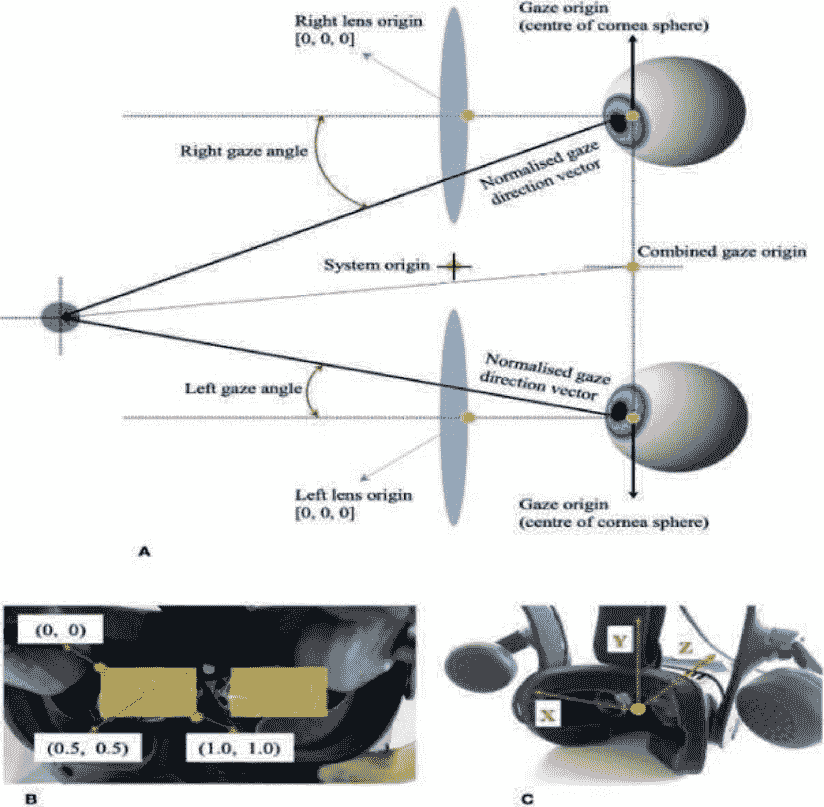 Right lens origin
[0, 0, 0]
Gaze origin
(centre of cornea sphere)
Right gaze angle
Normalised gaze
direction vector
System origin
Combined gaze origin
Left gaze angle
Normalised gaze
direction vector
Left lens origin
[0, 0, 0]
Gaze origin
(centre of cornea sphere)
A
(0, 0)
(0.5, 0.5)
(1.0, 1.0)
B
Y
Z
X
C